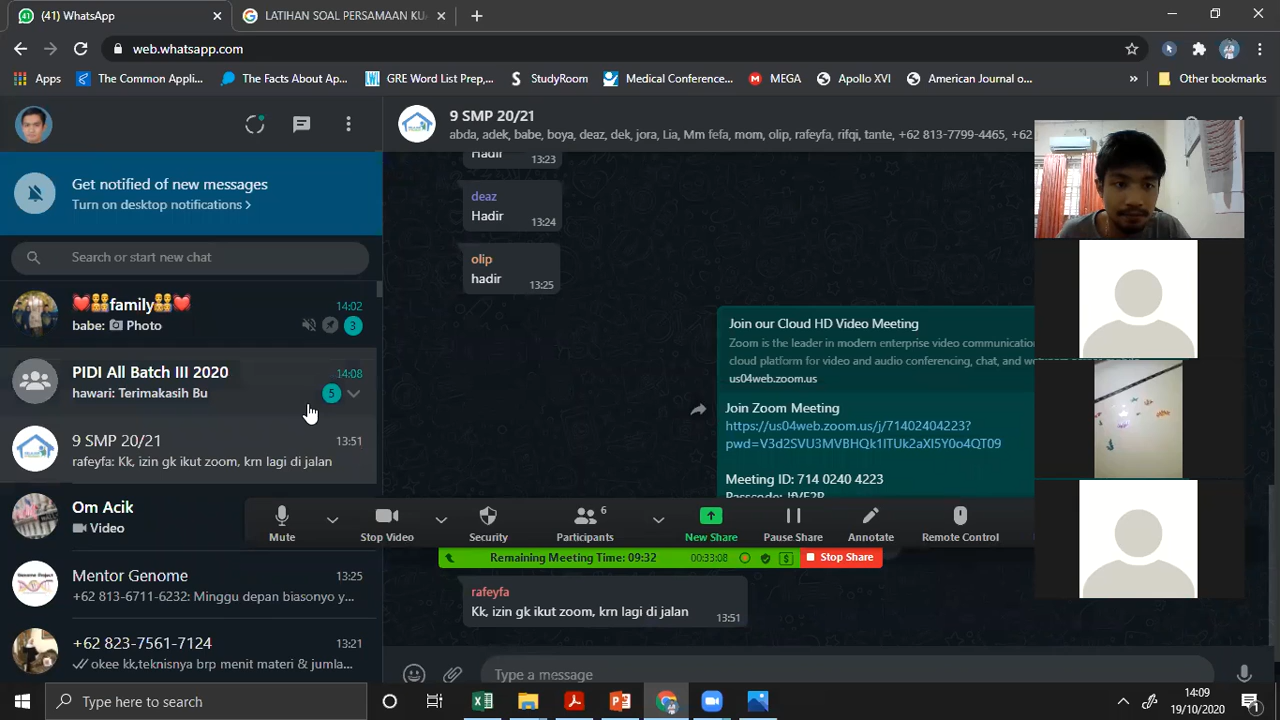 (41) WhatsApp
LATIHAN SOAL PERSAMAAN KU
web.whatsapp.com
Apps
The Common Appli...
The Facts About Ap...
GRE Word List Prep,...
StudyRoom
Medical Conference...
MEGA
Apollo XVI
American Journal o...
Other bookmarks
9 SMP 20/21
abda, adek, babe, boya, deaz, dek, jora, Lia, Mm fefa, mom, olip, rafeyfa, rifqi, tante, +62 813-7799-4465, +62
Get notified of new messages
Turn on desktop notifications >
Search or start new chat
family
14:02
babe: Photo
3
PIDI All Batch III 2020
14:08
hawari: Terimakasih Bu
5
9 SMP 20/21
13:51
rafeyfa: Kk, izin gk ikut zoom, krn lagi di jalan
Om Acik
Video
Mentor Genome
13:25
+62 813-6711-6232: Minggu depan biasonyo y...
+62 823-7561-7124
13:21
okee kk,teknisnya brp menit materi & jumla...
Hadir
13:23
deaz
Hadir
13:24
olip
hadir
13:25
Join our Cloud HD Video Meeting
Zoom is the leader in modern enterprise video communicatio
cloud platform for video and audio conferencing, chat, and we
us04web.zoom.us
Join Zoom Meeting
https://us04web.zoom.us/j/71402404223?
pwd=V3d2SVU3MVBHQk1ITUk2aXI5Y0o4QT09
Meeting ID: 714 0240 4223
Mute
Stop Video
Security
Participants
6
New Share
Pause Share
Annotate
Remote Control
Remaining Meeting Time: 09:32
00:33:08
Stop Share
rafeyfa
Kk, izin gk ikut zoom, krn lagi di jalan
13:51
Type a message
Type here to search
14:09
19/10/2020
1